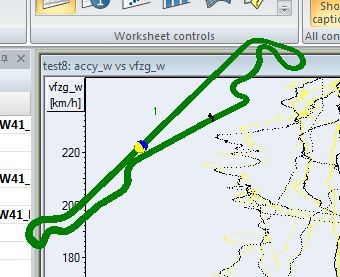 Sho
captio
Worksheet controls
All con
test8: accy_w vs vfzg_w
vfzg_w
[km/h]
1
W41_
220
W41_
200
W41_
180